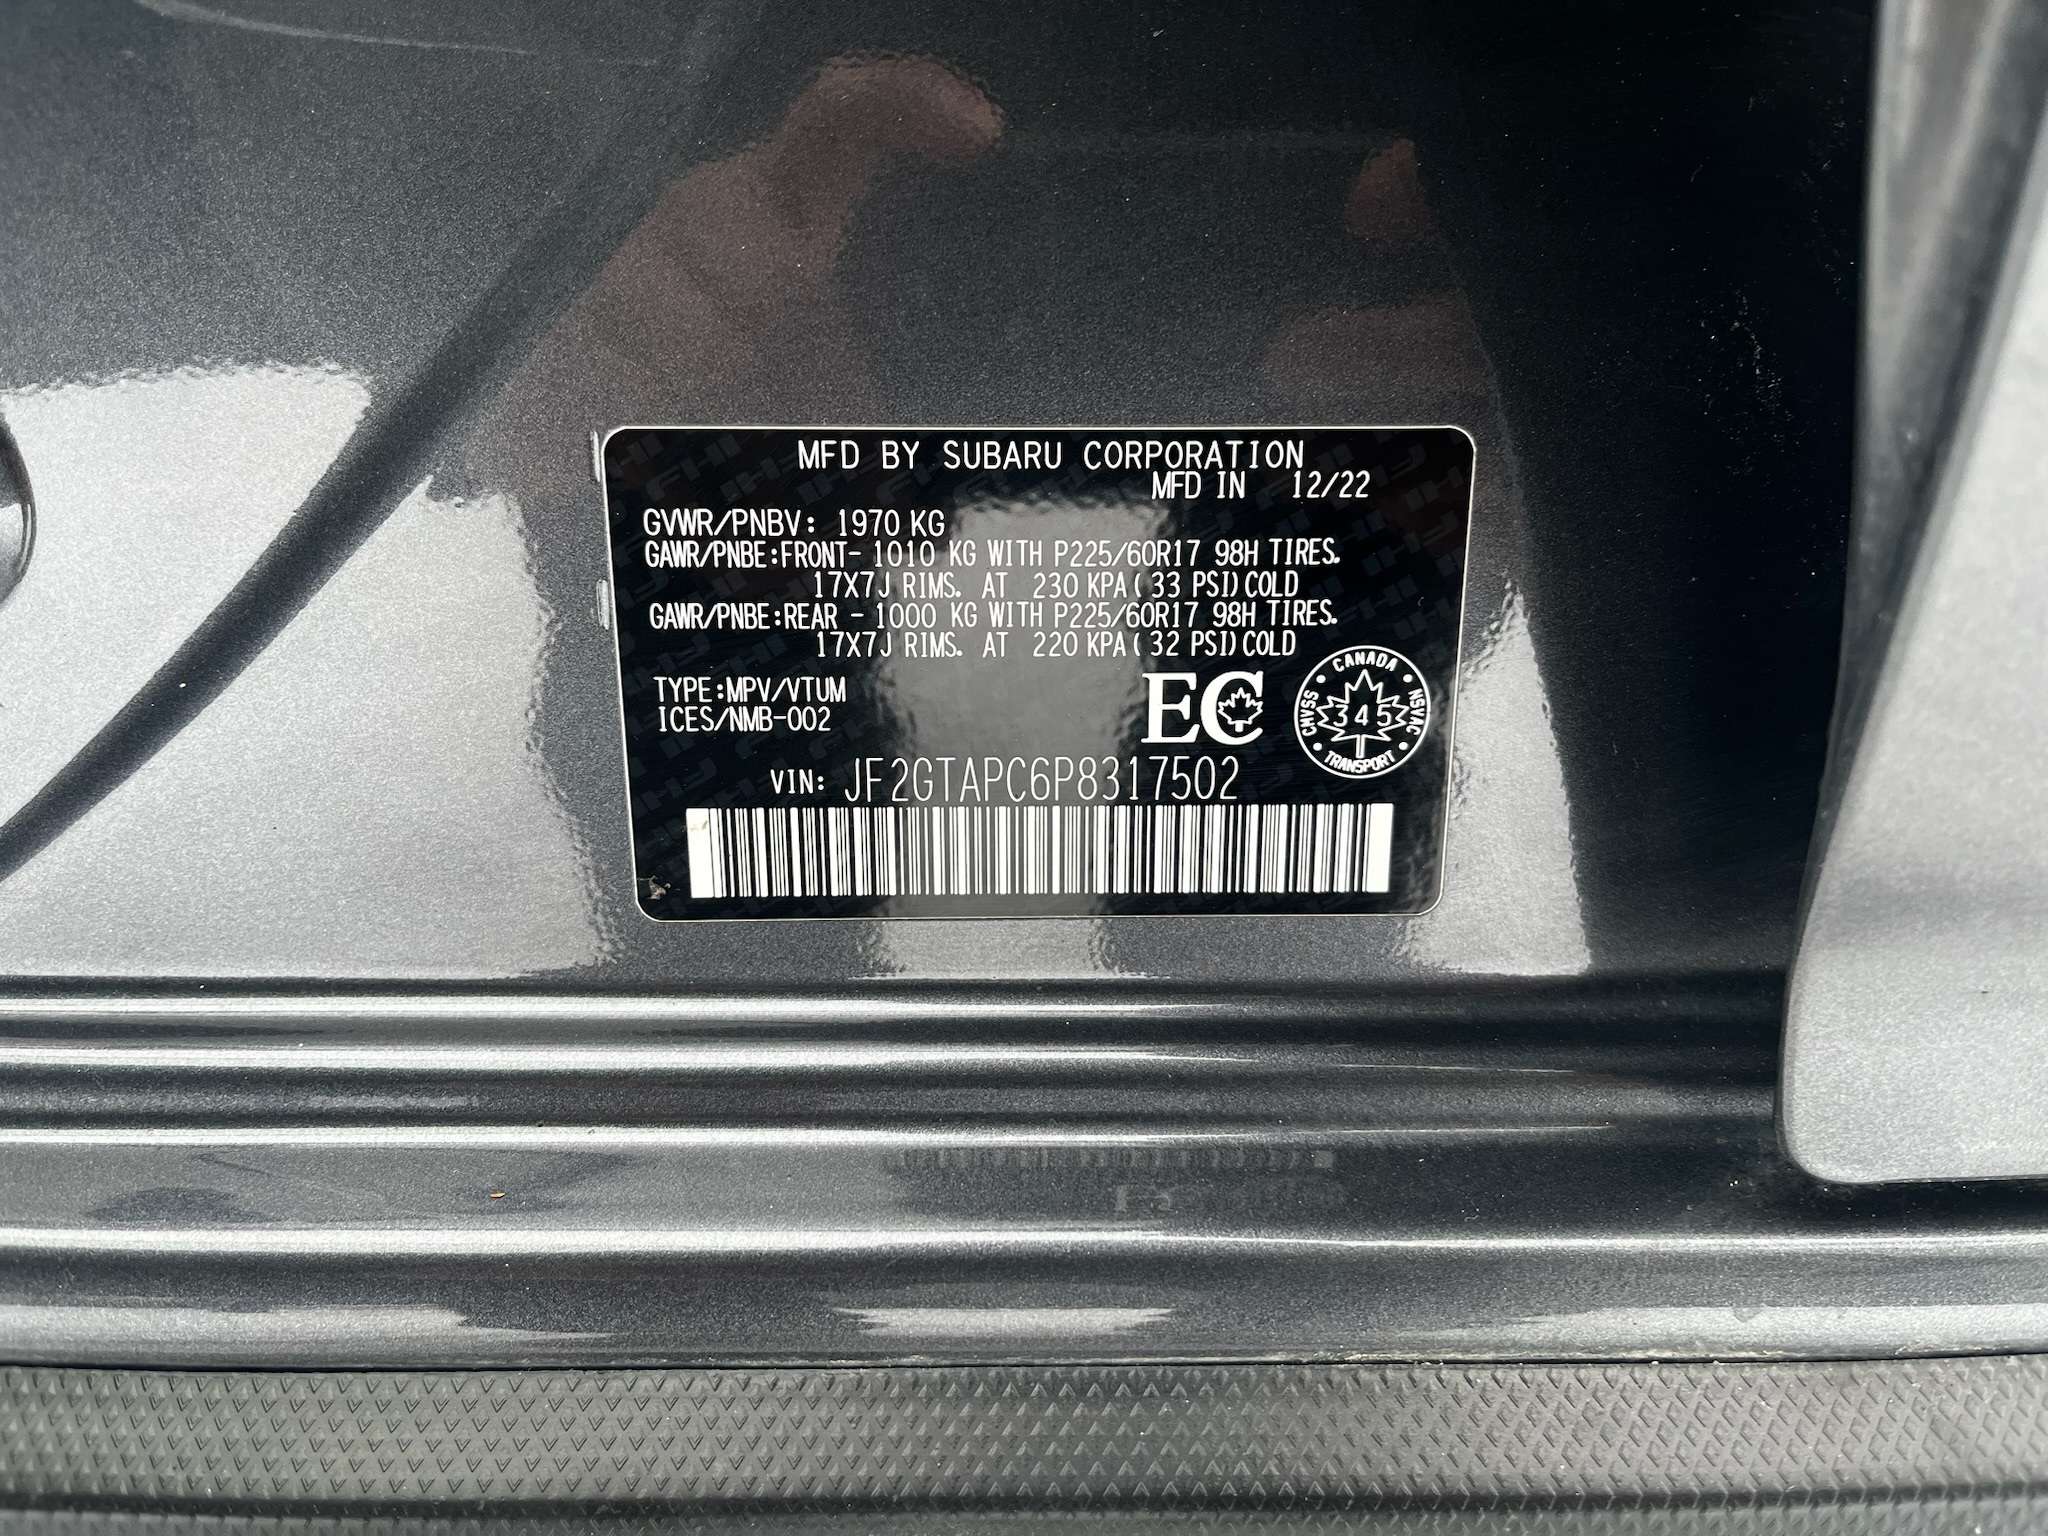 MFD BY SUBARU CORPORATION
MFD IN 12/22
GVWR/PNBV: 1970 KG
GAWR/PNBE:FRONT- 1010 KG WITH P225/60R17 98H TIRES.
17X7J RIMS. AT 230 KPA( 33 PSI)COLD
GAWR/PNBE:REAR - 1000 KG WITH P225/60R17 98H TIRES.
17X7J RIMS. AT 220 KPA( 32 PSI)COLD
TYPE:MPV/VTUM
ICES/NMB-002
EC
CANADA
CMVSS 345 NSVAC
TRANSPORT
VIN: JF2GTAPC6P8317502